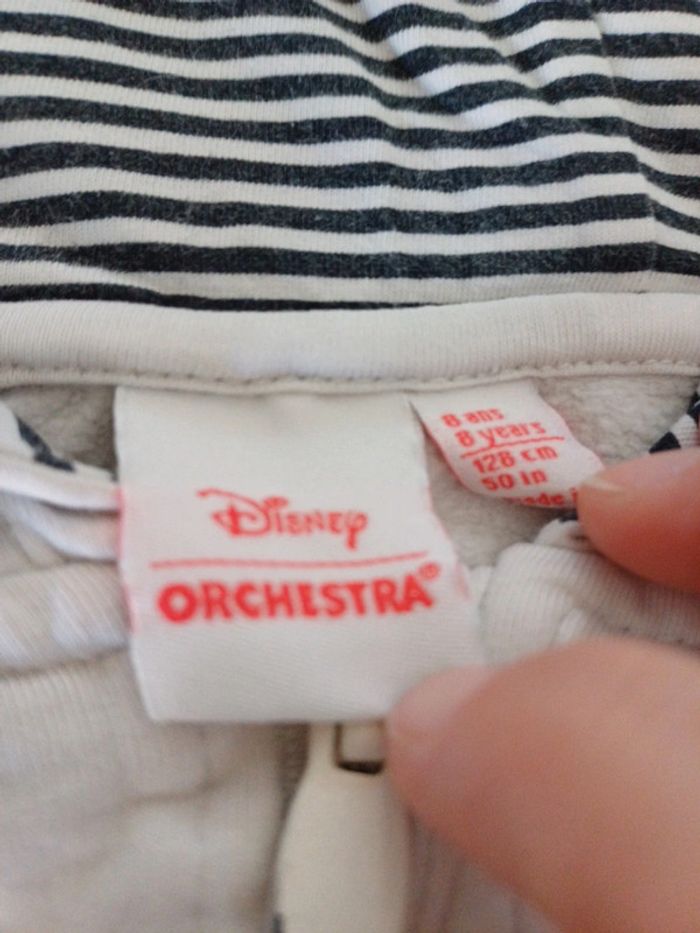 Disney
ORCHESTRA®
8 ans
8 years
128 cm
50 in